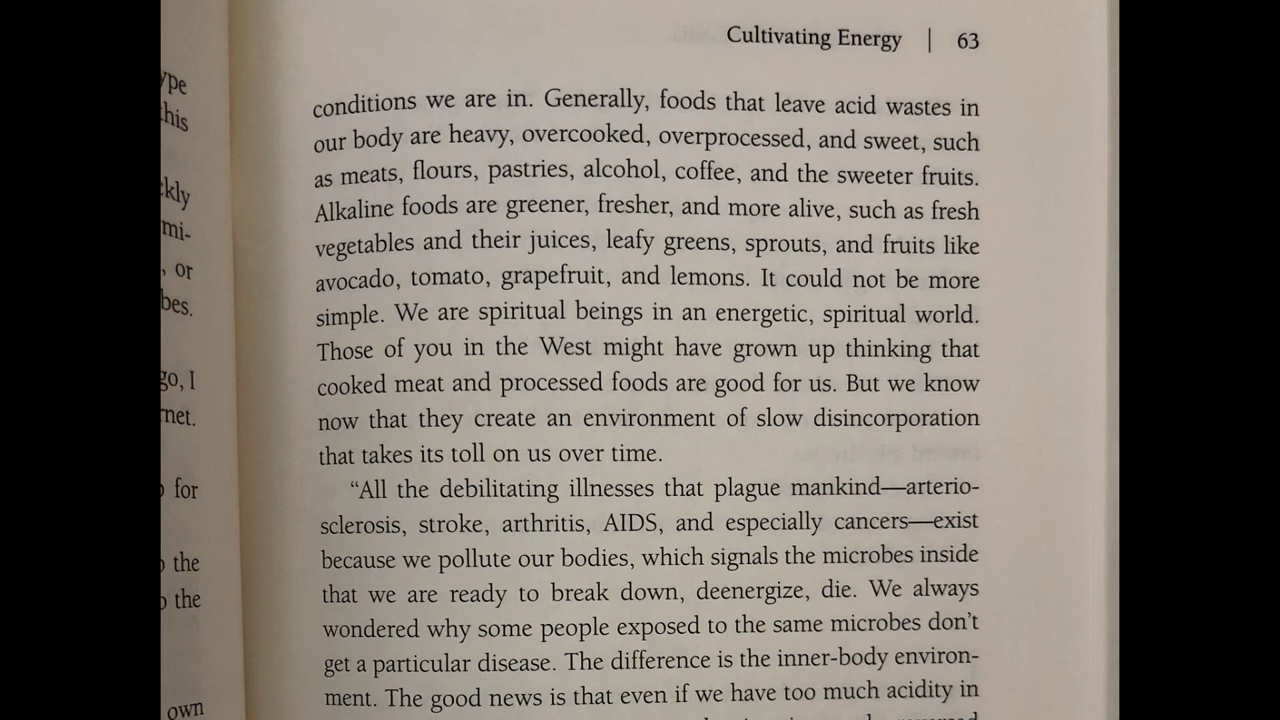 Cultivating Energy | 63
conditions we are in. Generally, foods that leave acid wastes in
our body are heavy, overcooked, overprocessed, and sweet, such
as meats, flours, pastries, alcohol, coffee, and the sweeter fruits.
Alkaline foods are greener, fresher, and more alive, such as fresh
vegetables and their juices, leafy greens, sprouts, and fruits like
avocado, tomato, grapefruit, and lemons. It could not be more
simple. We are spiritual beings in an energetic, spiritual world.
Those of you in the West might have grown up thinking that
cooked meat and processed foods are good for us. But we know
now that they create an environment of slow disincorporation
that takes its toll on us over time.
“All the debilitating illnesses that plague mankind—arterio-
sclerosis, stroke, arthritis, AIDS, and especially cancers—exist
because we pollute our bodies, which signals the microbes inside
that we are ready to break down, deenergize, die. We always
wondered why some people exposed to the same microbes don’t
get a particular disease. The difference is the inner-body environ-
ment. The good news is that even if we have too much acidity in
, or
go, I
for
the
the
own